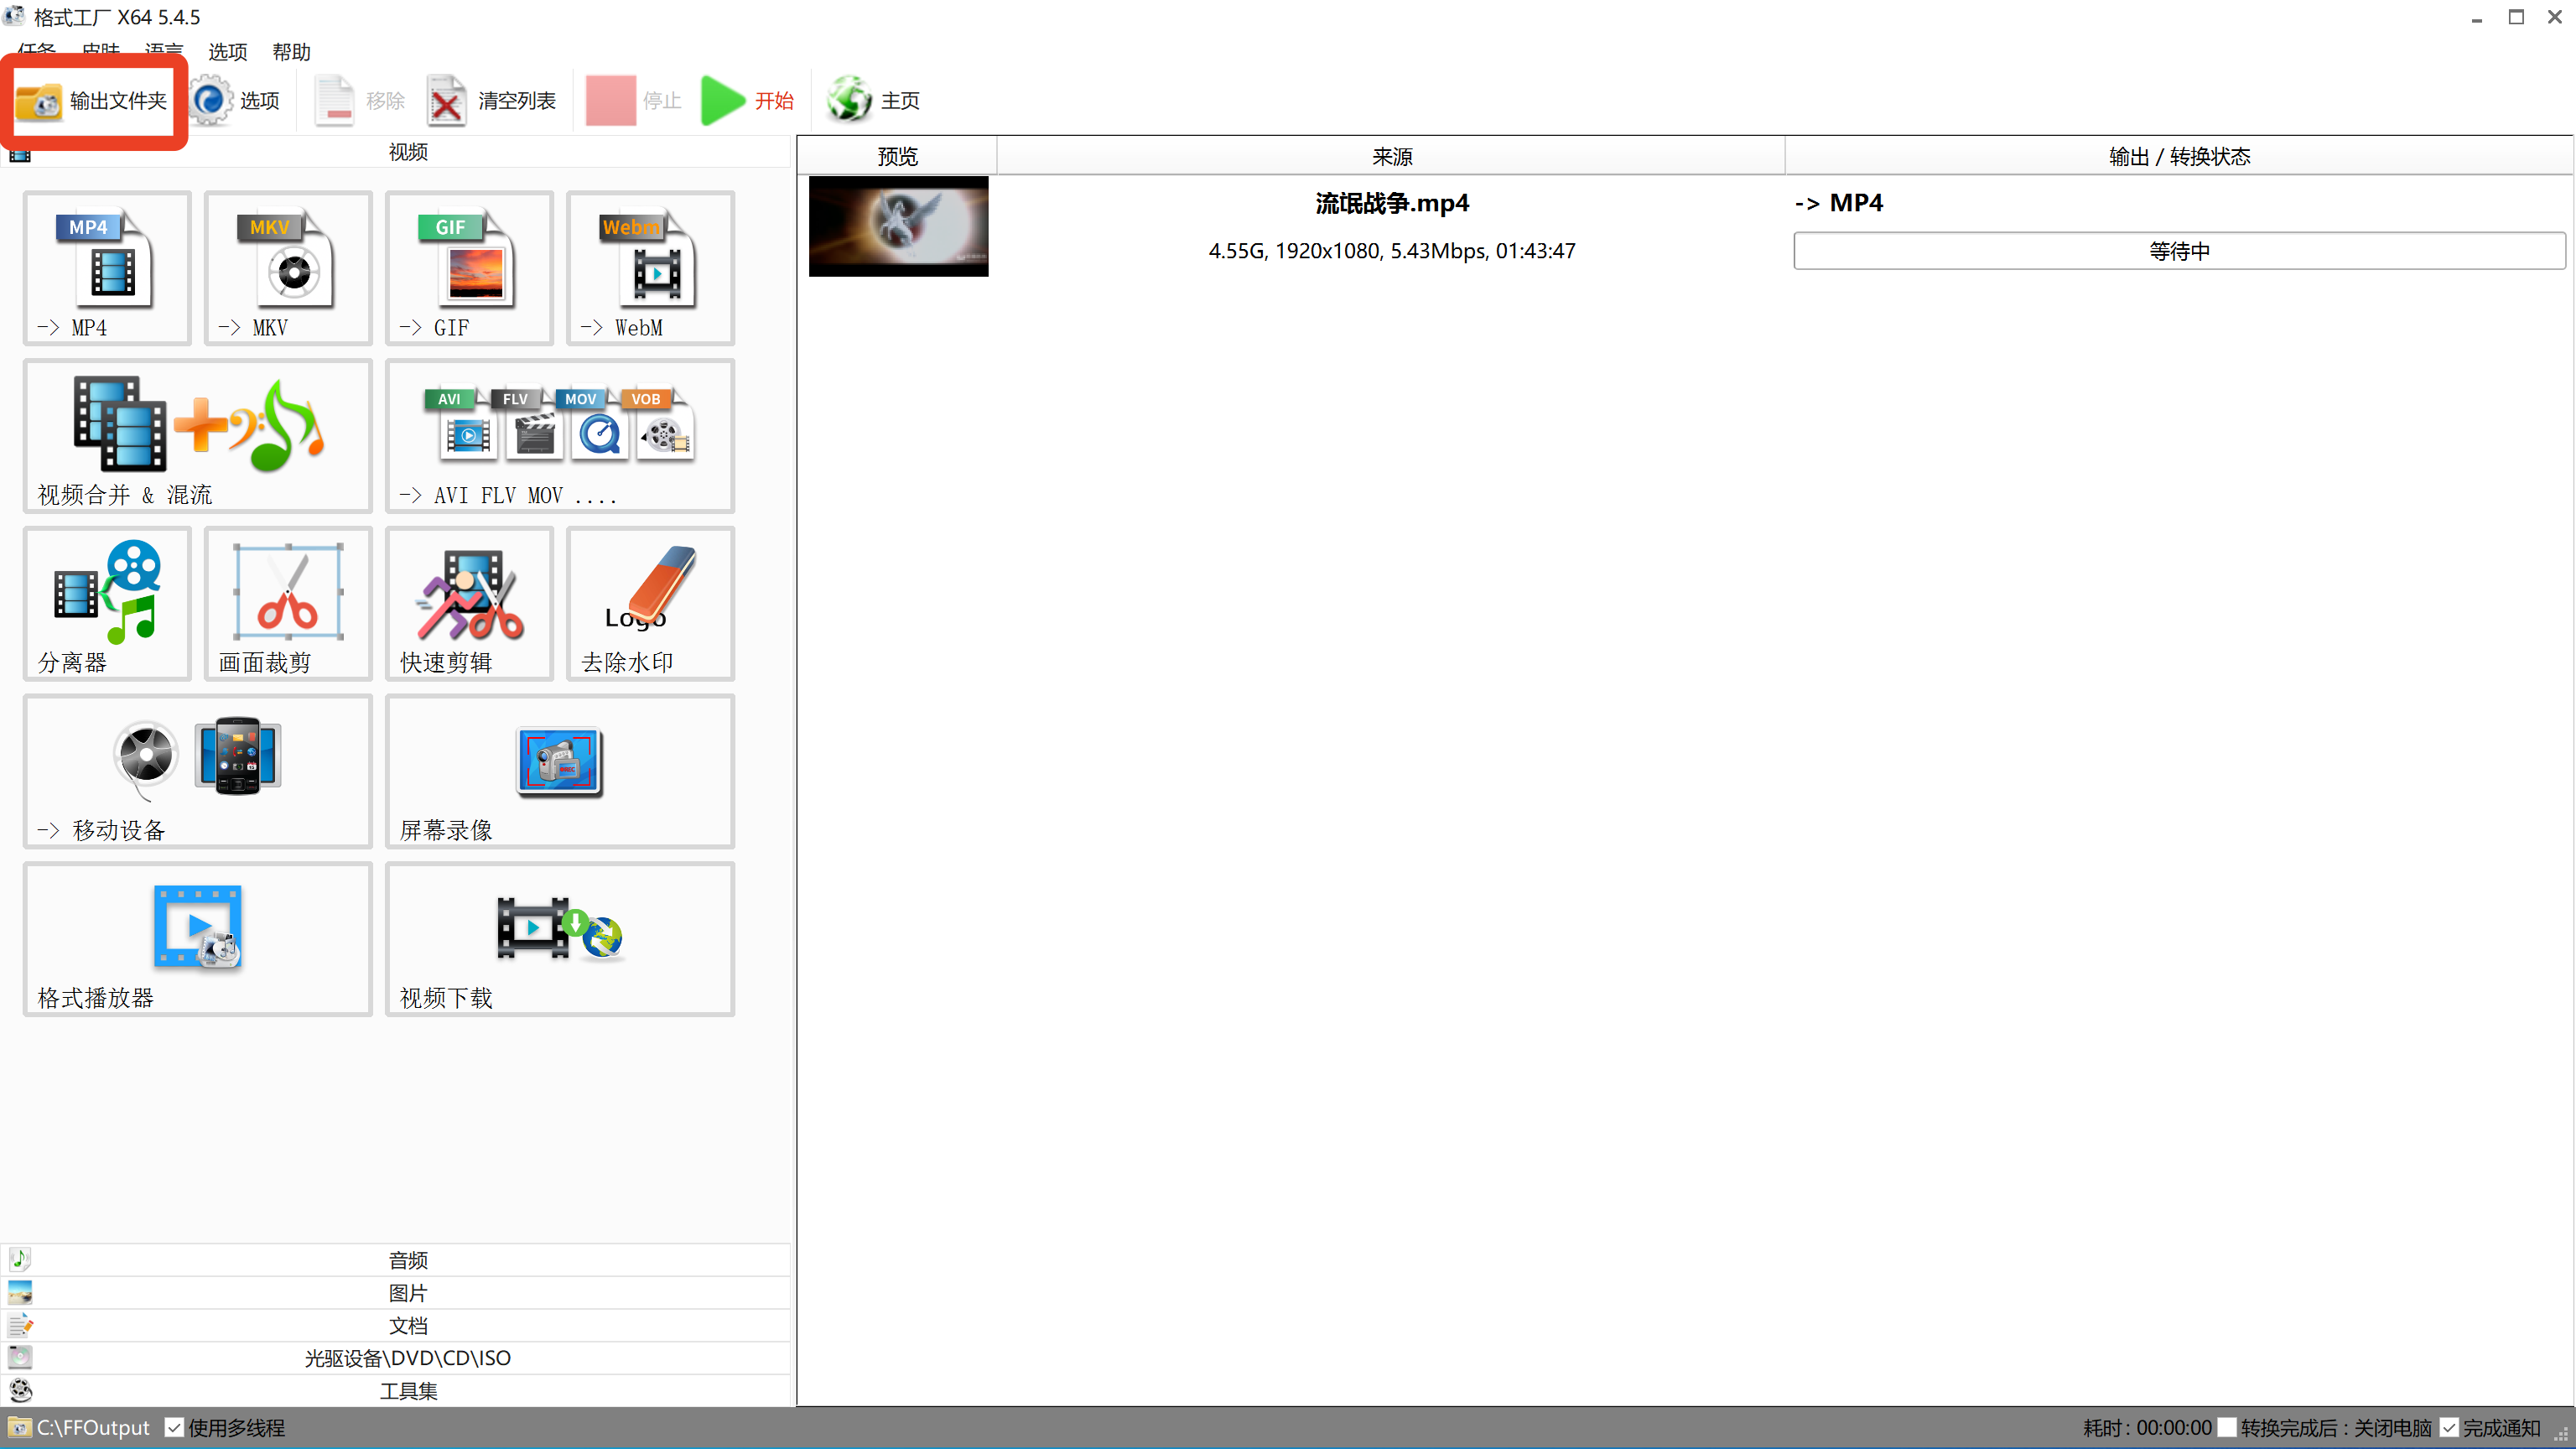 格式工厂 X64 5.4.5
任务 皮肤 语言 选项 帮助
输出文件夹 选项 移除 清空列表 停止 开始 主页
视频
预览 来源 输出 / 转换状态
流氓战争.mp4 -> MP4
4.55G, 1920x1080, 5.43Mbps, 01:43:47 等待中
MP4 MKV GIF Webm
-> MP4 -> MKV -> GIF -> WebM
AVI FLV MOV VOB
视频合并 & 混流 -> AVI FLV MOV ....
Logo
分离器 画面裁剪 快速剪辑 去除水印
-> 移动设备 屏幕录像
格式播放器 视频下载
音频
图片
文档
光驱设备\DVD\CD\ISO
工具集
C:\FFOutput 使用多线程 耗时 : 00:00:00 转换完成后 : 关闭电脑 完成通知